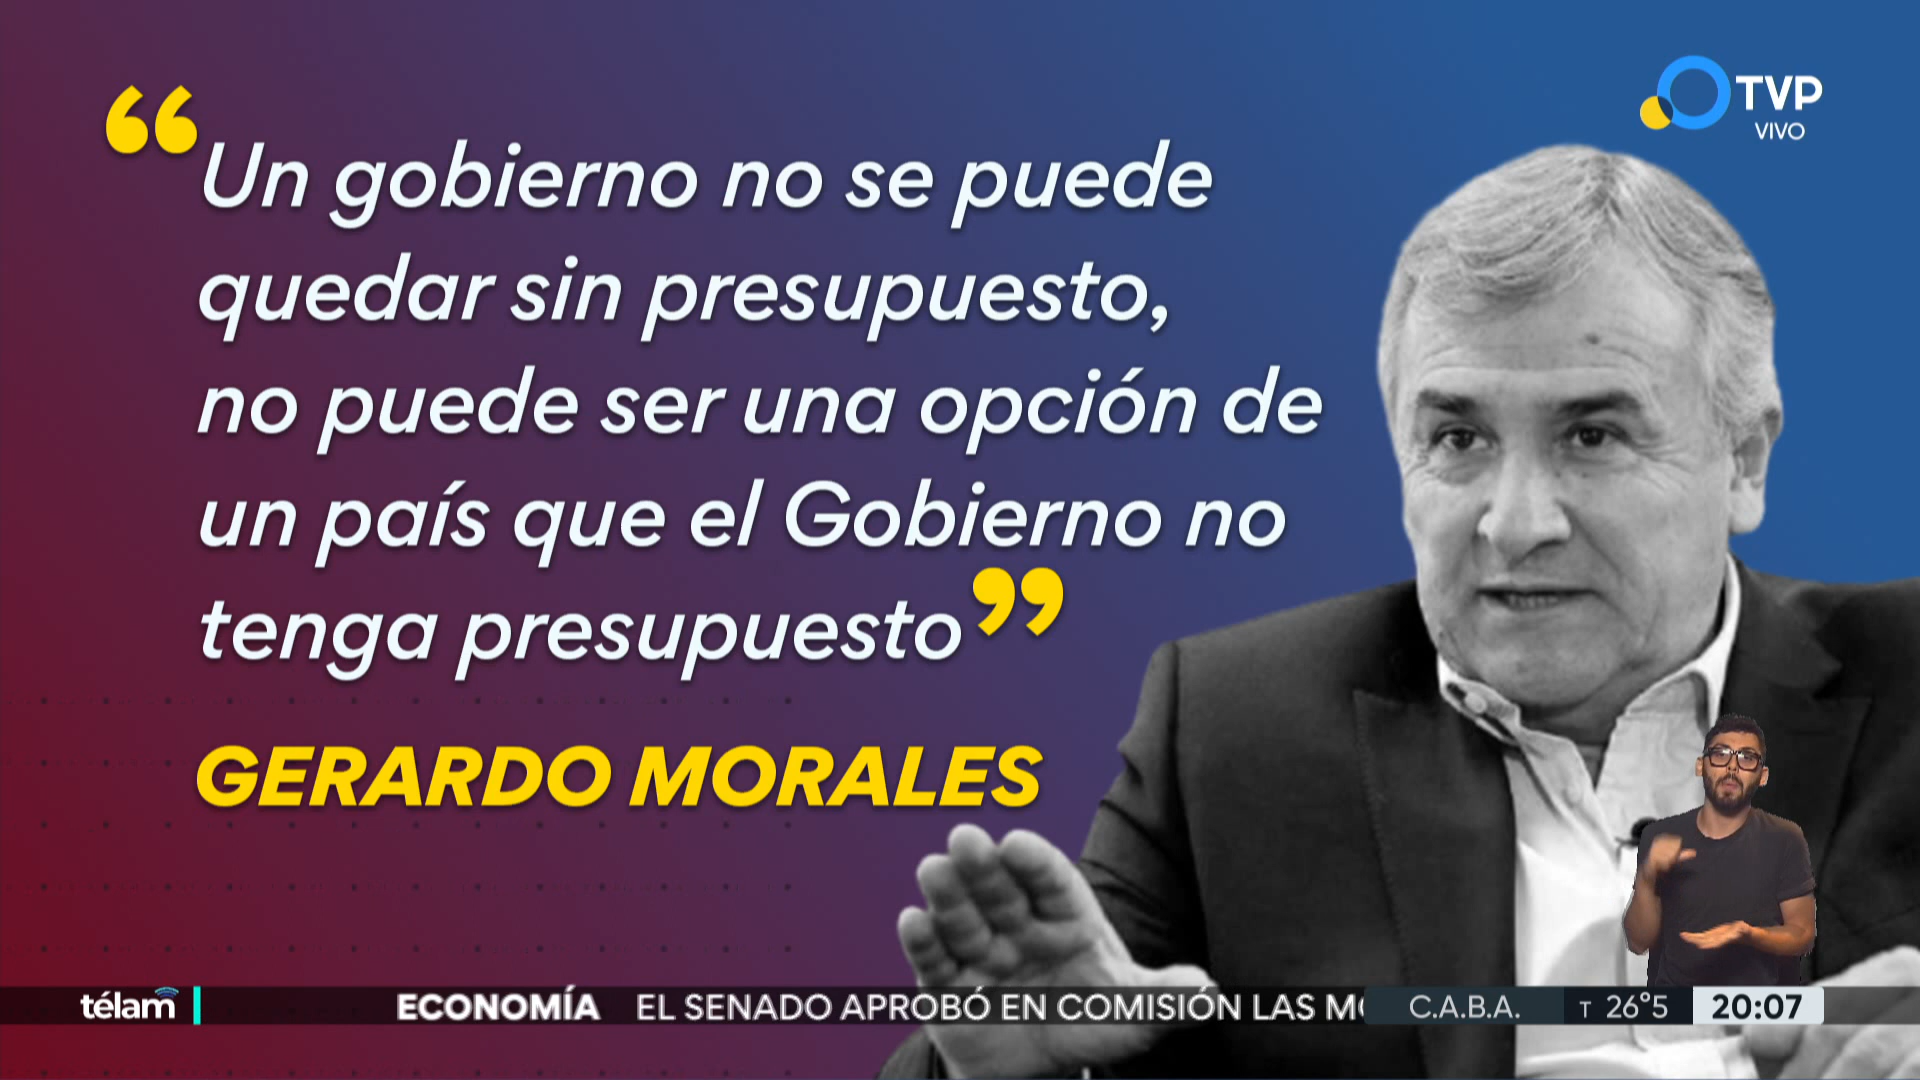 TVP
VIVO
“Un gobierno no se puede
quedar sin presupuesto,
no puede ser una opción de
un país que el Gobierno no
tenga presupuesto”
GERARDO MORALES
télam ECONOMÍA EL SENADO APROBÓ EN COMISIÓN LAS C.A.B.A. T 26°5 20:07